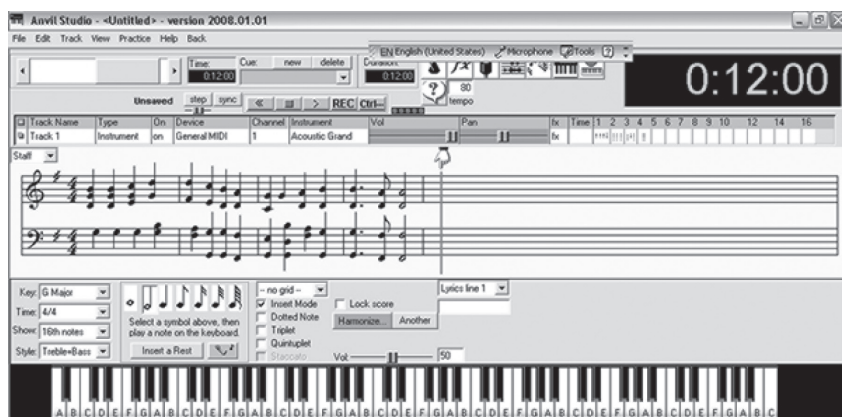 Anvil Studio - <Untitled> - version 2008.01.01
File Edit Track View Practice Help Back
EN English (United States) Microphone Tools ?
Time: Cue: new delete Duration:
0:12:00 0:12:00
0:12:00
?
80
tempo
Unsaved step sync REC Ctrl--
Track Name Type On Device Channel Instrument Vol Pan fx Time 1 2 3 4 5 6 7 8 9 10 12 14 16
Track 1 Instrument on General MIDI 1 Acoustic Grand fx
Staff
Key: G Major
Time: 4/4
Show: 16th notes
Style: Treble+Bass
Select a symbol above, then
play a note on the keyboard.
Insert a Rest
-- no grid --
Insert Mode
Dotted Note
Triplet
Quintuplet
Staccato
Lock score
Harmonize... Another
Vol: 50
Lyrics line 1
A B C D E F G A B C D E F G A B C D E F G A B C D E F G A B C D E F G A B C D E F G A B C D E F G A B C